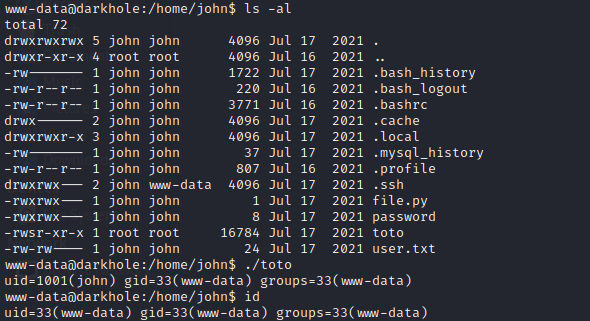 www-data@darkhole:/home/john$ ls -al
total 72
drwxrwxrwx 5 john john      4096 Jul 17  2021 .
drwxr-xr-x 4 root root      4096 Jul 16  2021 ..
-rw------- 1 john john      1722 Jul 17  2021 .bash_history
-rw-r--r-- 1 john john       220 Jul 16  2021 .bash_logout
-rw-r--r-- 1 john john      3771 Jul 16  2021 .bashrc
drwx------ 2 john john      4096 Jul 17  2021 .cache
drwxrwxr-x 3 john john      4096 Jul 17  2021 .local
-rw------- 1 john john        37 Jul 17  2021 .mysql_history
-rw-r--r-- 1 john john       807 Jul 16  2021 .profile
drwxrwx--- 2 john www-data  4096 Jul 17  2021 .ssh
-rwxrwx--- 1 john john         1 Jul 17  2021 file.py
-rwxrwx--- 1 john john         8 Jul 17  2021 password
-rwsr-xr-x 1 root root     16784 Jul 17  2021 toto
-rw-rw---- 1 john john        24 Jul 17  2021 user.txt
www-data@darkhole:/home/john$ ./toto
uid=1001(john) gid=33(www-data) groups=33(www-data)
www-data@darkhole:/home/john$ id
uid=33(www-data) gid=33(www-data) groups=33(www-data)